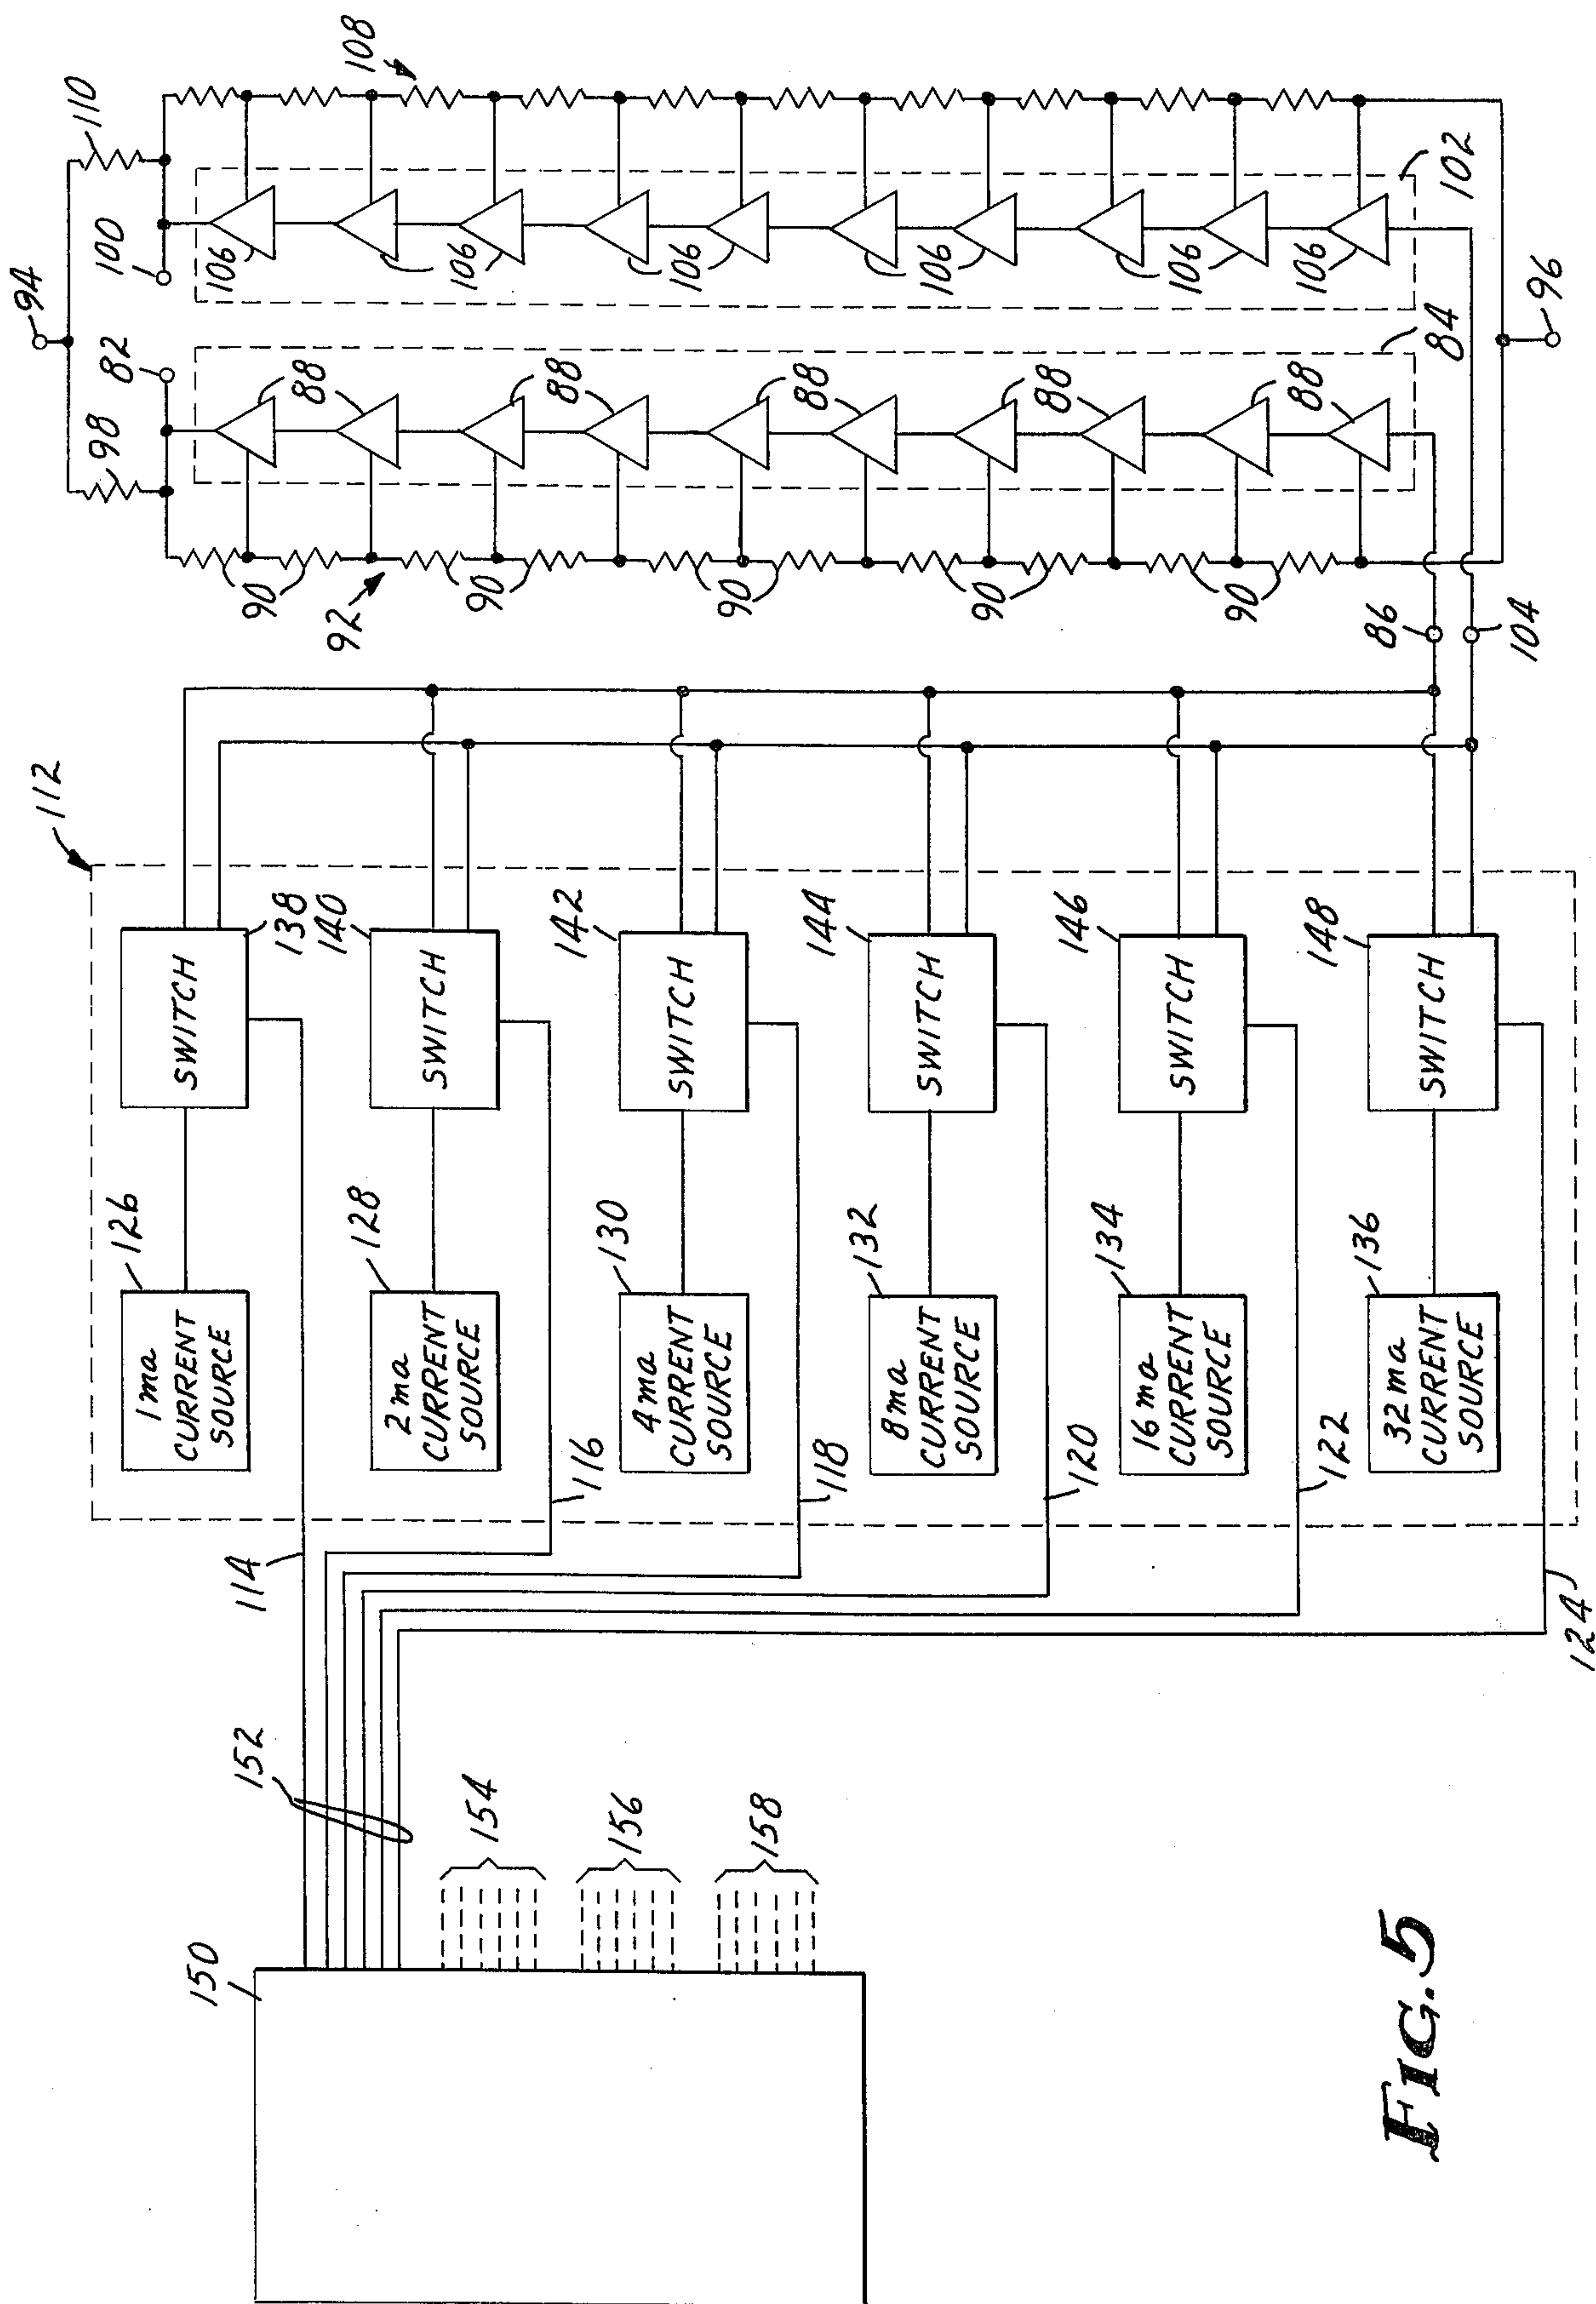 94
110
98
82
100
108
106
106
106
106
106
106
106
88
88
88
88
88
88
88
90
90
90
90
90
92
102
84
96
86
104
112
SWITCH
138
SWITCH
140
SWITCH
142
SWITCH
144
SWITCH
146
SWITCH
148
1ma
CURRENT
SOURCE
126
2ma
CURRENT
SOURCE
128
4ma
CURRENT
SOURCE
130
8ma
CURRENT
SOURCE
132
16ma
CURRENT
SOURCE
134
32ma
CURRENT
SOURCE
136
114
116
118
120
122
124
152
154
156
158
150
FIG.5